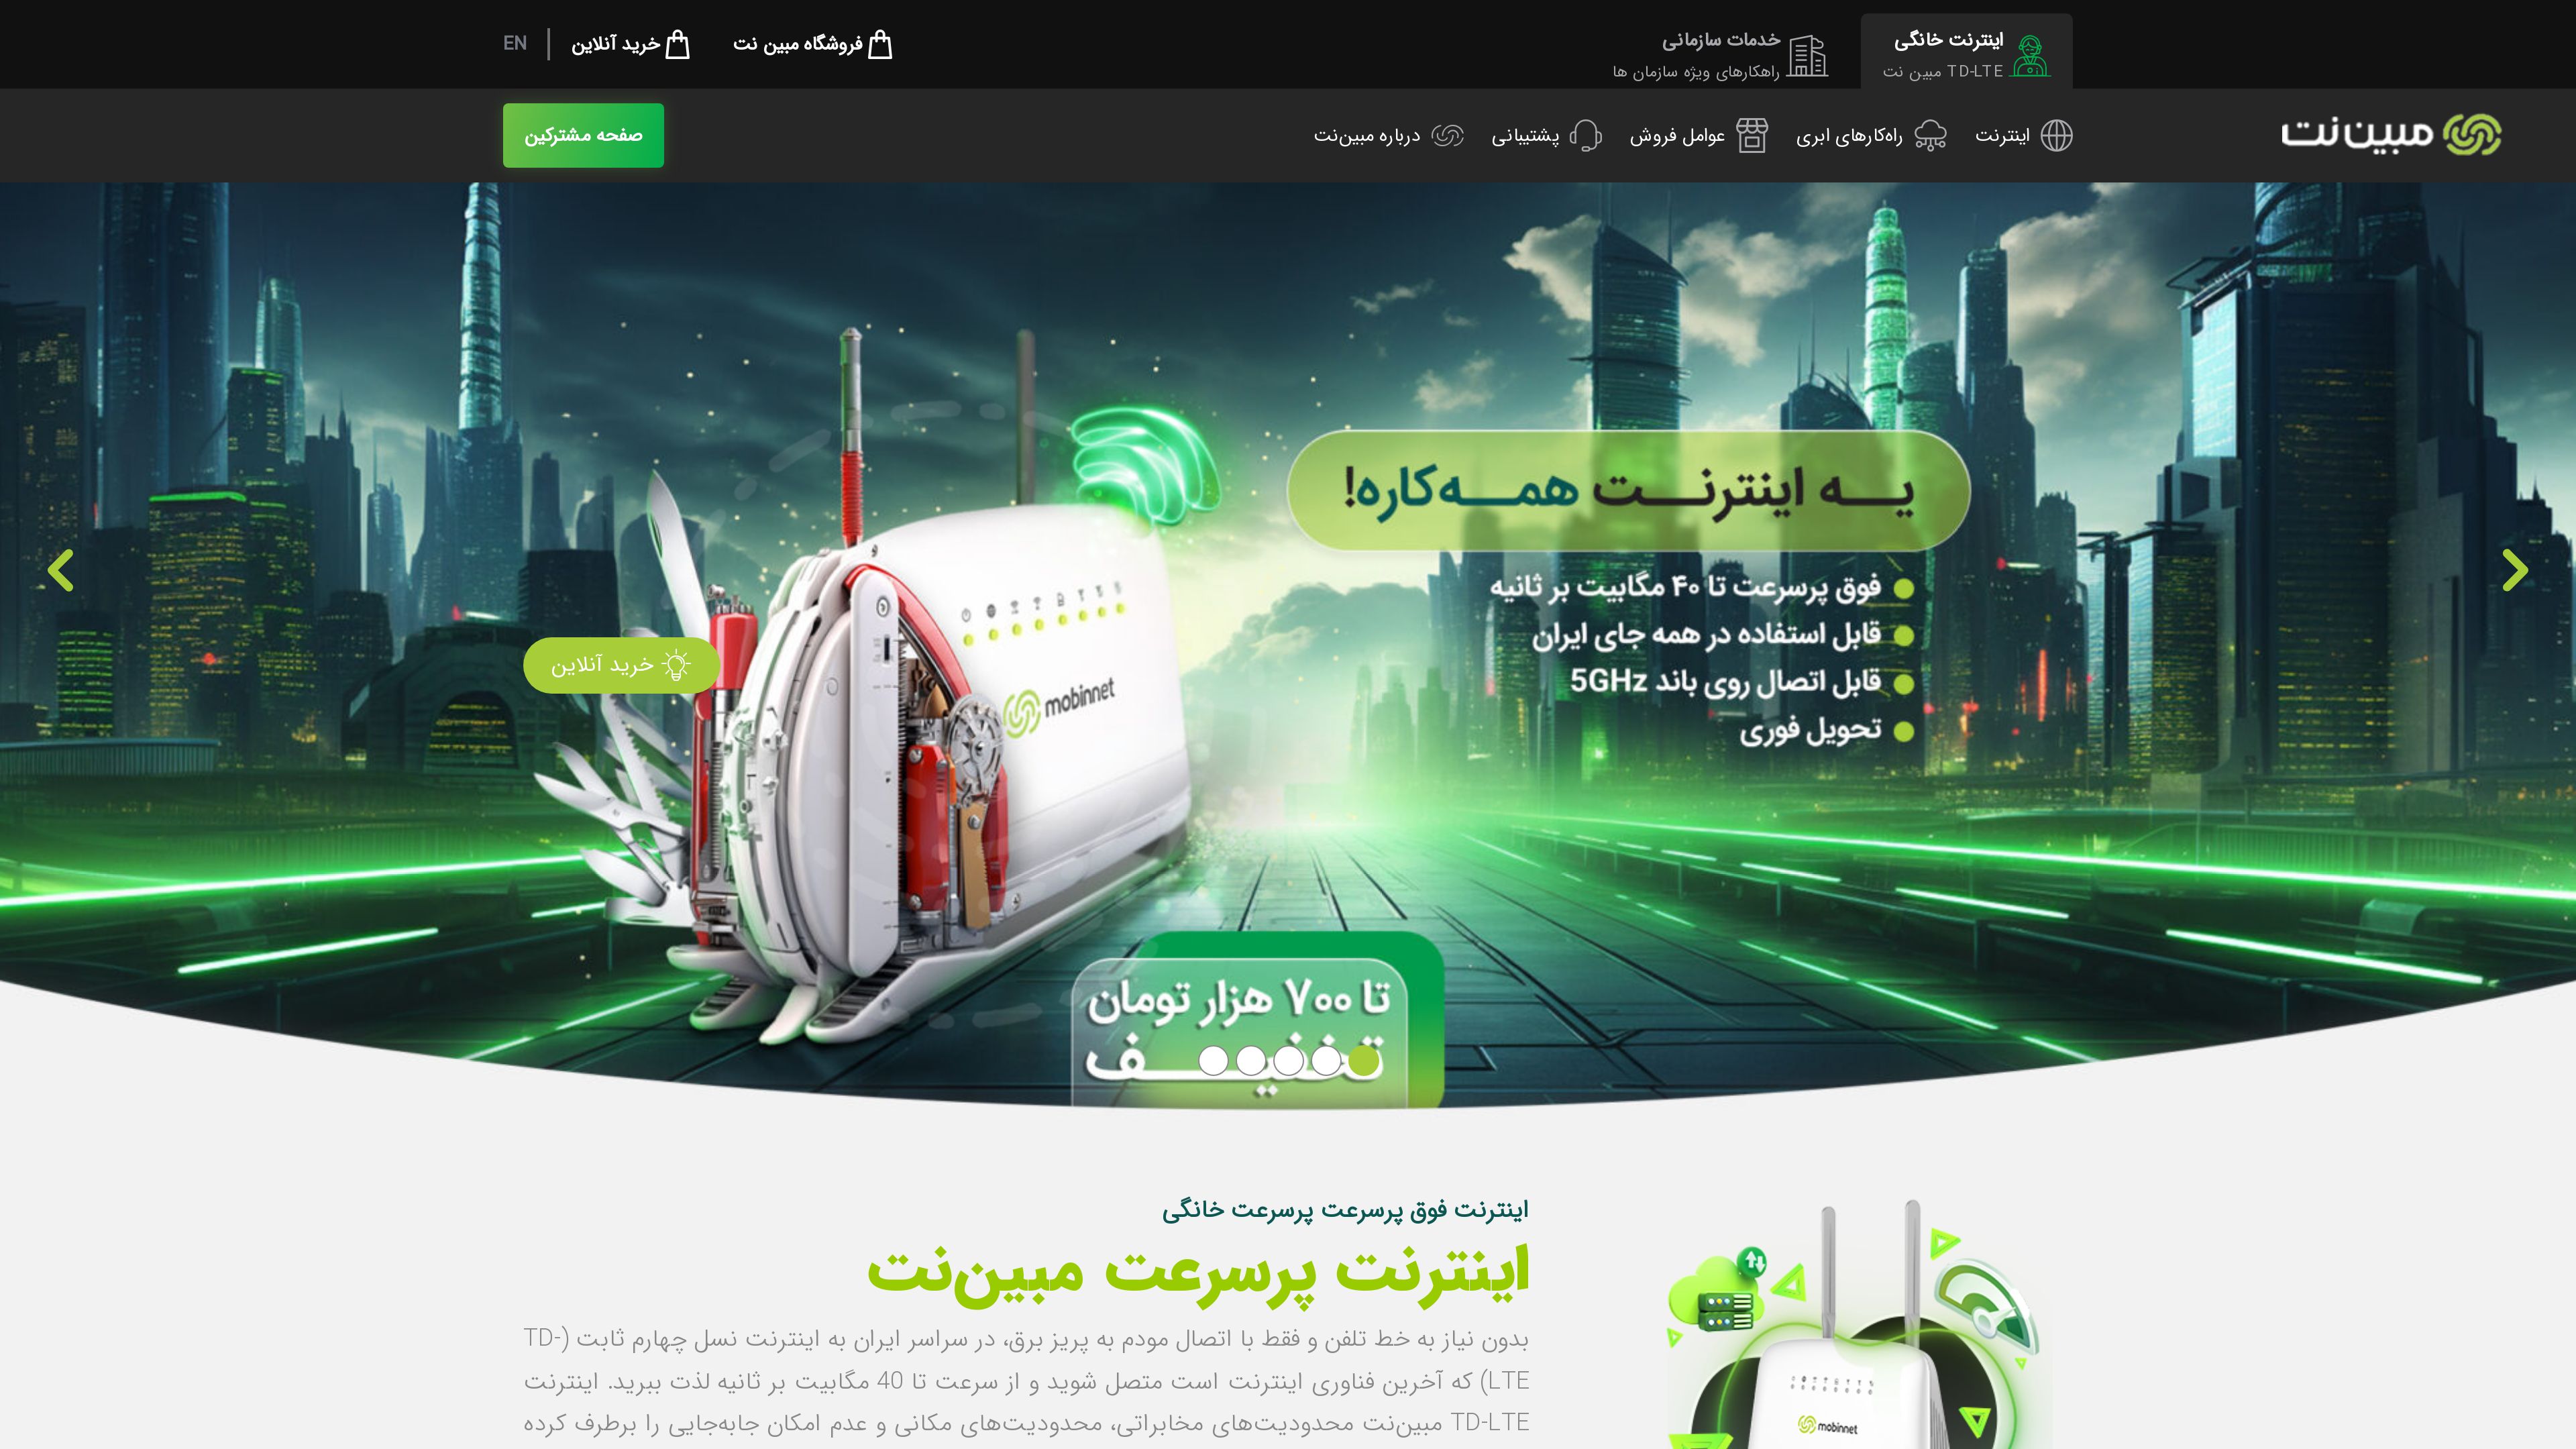 اینترنت خانگی
TD-LTE مبین نت
خدمات سازمانی
راهکارهای ویژه سازمان ها
فروشگاه مبین نت
خرید آنلاین
EN
مبین‌نت
اینترنت
راه‌کارهای ابری
عوامل فروش
پشتیبانی
درباره مبین‌نت
صفحه مشترکین
یـــه اینترنـــت همـــه‌کاره!
فوق پرسرعت تا ۴۰ مگابیت بر ثانیه
قابل استفاده در همه جای ایران
قابل اتصال روی باند 5GHz
تحویل فوری
mobinnet
خرید آنلاین
تا ۷۰۰ هزار تومان
تخفیـــف
اینترنت فوق پرسرعت پرسرعت خانگی
اینترنت پرسرعت مبین‌نت
بدون نیاز به خط تلفن و فقط با اتصال مودم به پریز برق، در سراسر ایران به اینترنت نسل چهارم ثابت (TD-
LTE) که آخرین فناوری اینترنت است متصل شوید و از سرعت تا 40 مگابیت بر ثانیه لذت ببرید. اینترنت
TD-LTE مبین‌نت محدودیت‌های مخابراتی، محدودیت‌های مکانی و عدم امکان جابه‌جایی را برطرف کرده
mobinnet